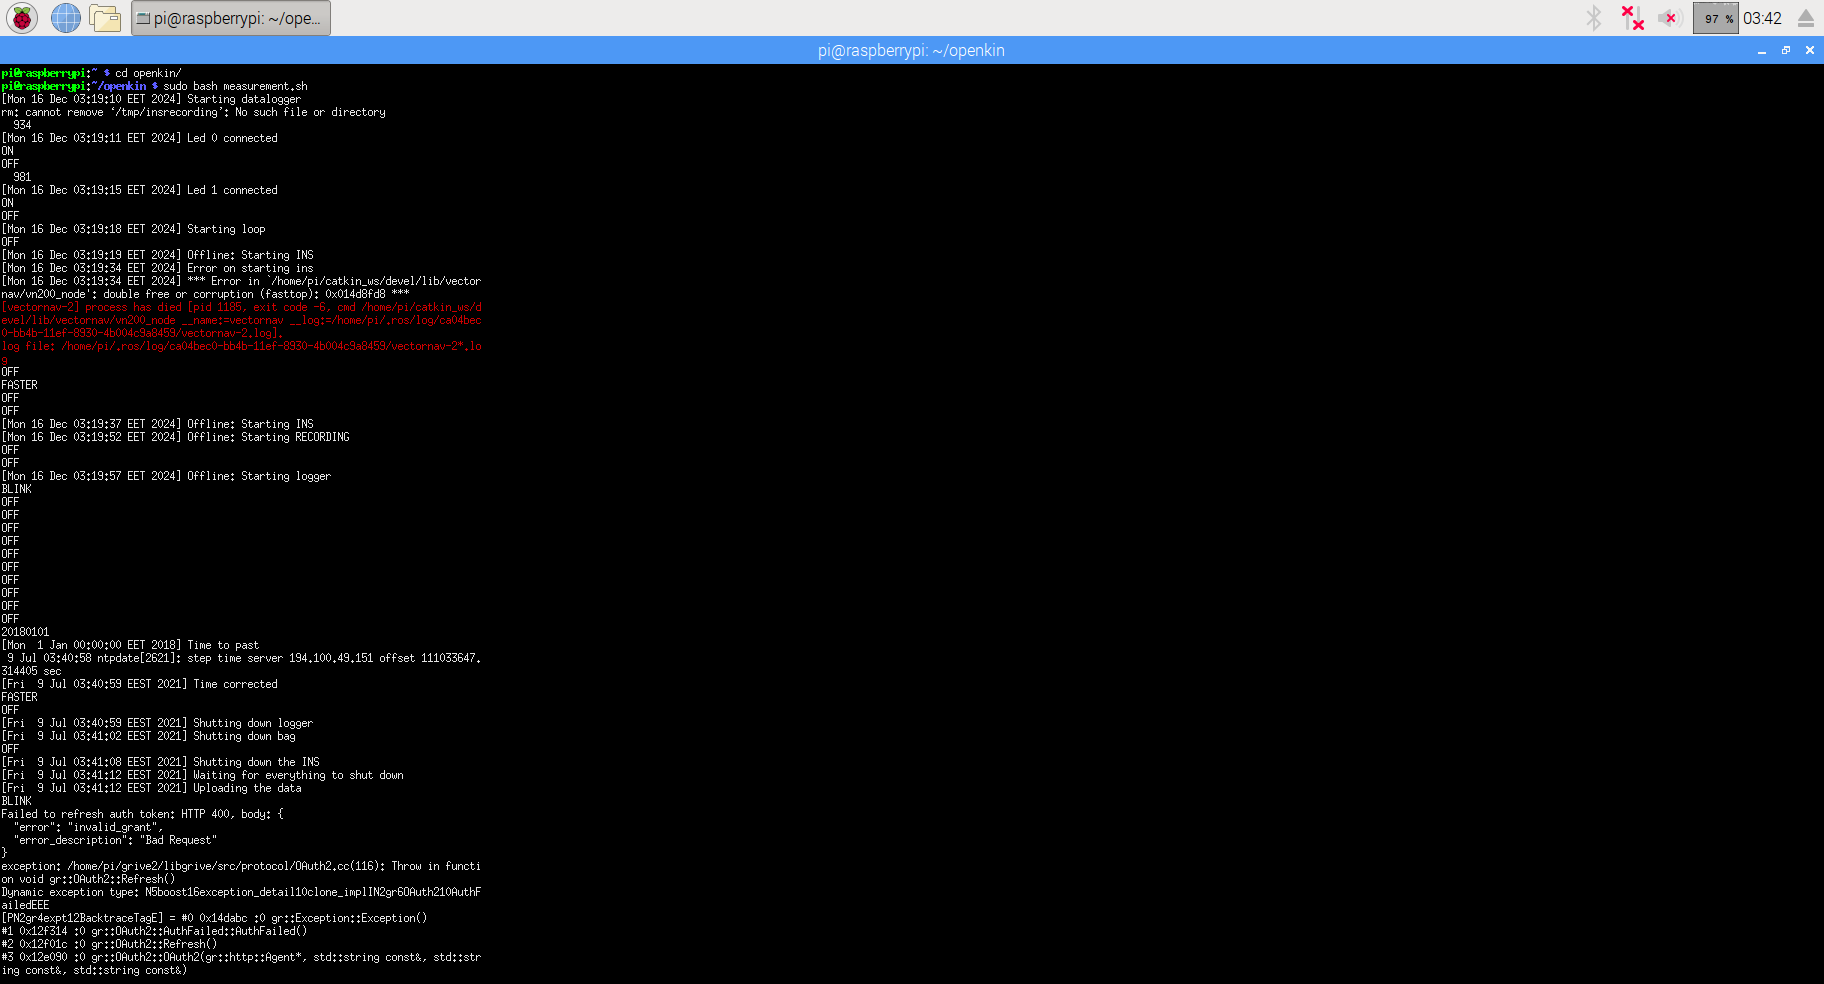 pi@raspberrypi: ~/ope...
97 %
03:42
pi@raspberrypi: ~/openkin
pi@raspberrypi:~ $ cd openkin/
pi@raspberrypi:~/openkin $ sudo bash measurement.sh
[Mon 16 Dec 03:19:10 EET 2024] Starting datalogger
rm: cannot remove ‘/tmp/insrecording’: No such file or directory
934
[Mon 16 Dec 03:19:11 EET 2024] Led 0 connected
ON
OFF
981
[Mon 16 Dec 03:19:15 EET 2024] Led 1 connected
ON
OFF
[Mon 16 Dec 03:19:18 EET 2024] Starting loop
OFF
[Mon 16 Dec 03:19:19 EET 2024] Offline: Starting INS
[Mon 16 Dec 03:19:34 EET 2024] Error on starting ins
[Mon 16 Dec 03:19:34 EET 2024] *** Error in `/home/pi/catkin_ws/devel/lib/vector
nav/vn200_node': double free or corruption (fasttop): 0x014d8fd8 ***
[vectornav-2] process has died [pid 1185, exit code -6, cmd /home/pi/catkin_ws/d
evel/lib/vectornav/vn200_node __name:=vectornav __log:=/home/pi/.ros/log/ca04bec
0-bb4b-11ef-8930-4b004c9a8459/vectornav-2.log].
log file: /home/pi/.ros/log/ca04bec0-bb4b-11ef-8930-4b004c9a8459/vectornav-2*.lo
g
OFF
FASTER
OFF
OFF
[Mon 16 Dec 03:19:37 EET 2024] Offline: Starting INS
[Mon 16 Dec 03:19:52 EET 2024] Offline: Starting RECORDING
OFF
OFF
[Mon 16 Dec 03:19:57 EET 2024] Offline: Starting logger
BLINK
OFF
OFF
OFF
OFF
OFF
OFF
OFF
OFF
OFF
OFF
20180101
[Mon  1 Jan 00:00:00 EET 2018] Time to past
9 Jul 03:40:58 ntpdate[2621]: step time server 194.100.49.151 offset 111033647.
314405 sec
[Fri  9 Jul 03:40:59 EEST 2021] Time corrected
FASTER
OFF
[Fri  9 Jul 03:40:59 EEST 2021] Shutting down logger
[Fri  9 Jul 03:41:02 EEST 2021] Shutting down bag
OFF
[Fri  9 Jul 03:41:08 EEST 2021] Shutting down the INS
[Fri  9 Jul 03:41:12 EEST 2021] Waiting for everything to shut down
[Fri  9 Jul 03:41:12 EEST 2021] Uploading the data
BLINK
Failed to refresh auth token: HTTP 400, body: {
"error": "invalid_grant",
"error_description": "Bad Request"
}
exception: /home/pi/grive2/libgrive/src/protocol/OAuth2.cc(116): Throw in functi
on void gr::OAuth2::Refresh()
Dynamic exception type: N5boost16exception_detail10clone_implIN2gr6OAuth210AuthF
ailedEEE
[PN2gr4expt12BacktraceTagE] = #0 0x14dabc :0 gr::Exception::Exception()
#1 0x12f314 :0 gr::OAuth2::AuthFailed::AuthFailed()
#2 0x12f01c :0 gr::OAuth2::Refresh()
#3 0x12e090 :0 gr::OAuth2::OAuth2(gr::http::Agent*, std::string const&, std::str
ing const&, std::string const&)